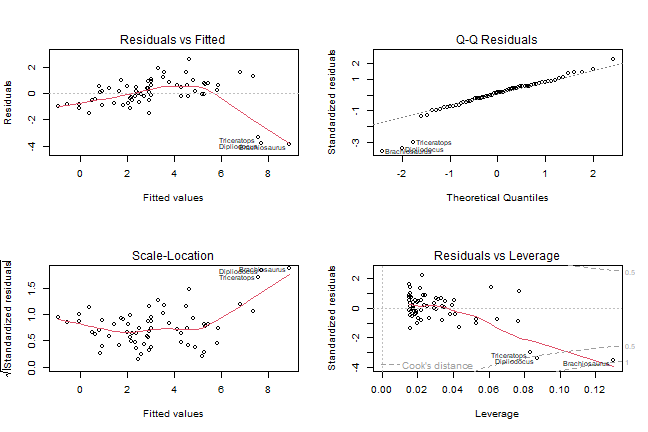 Residuals vs Fitted
Residuals
2
0
-2
-4
Triceratops
Dipliodocus
Brachiosaurus
0 2 4 6 8
Fitted values
Q-Q Residuals
Standardized residuals
2
1
-1
-3
Triceratops
Dipliodocus
Brachiosaurus
-2 -1 0 1 2
Theoretical Quantiles
Scale-Location
√|Standardized residuals|
1.5
1.0
0.5
0.0
Brachiosaurus
Dipliodocus
Triceratops
0 2 4 6 8
Fitted values
Residuals vs Leverage
Standardized residuals
2
0
-2
-4
0.5
0.5
1
Triceratops
Dipliodocus
Brachiosaurus
Cook's distance
0.00 0.02 0.04 0.06 0.08 0.10 0.12
Leverage